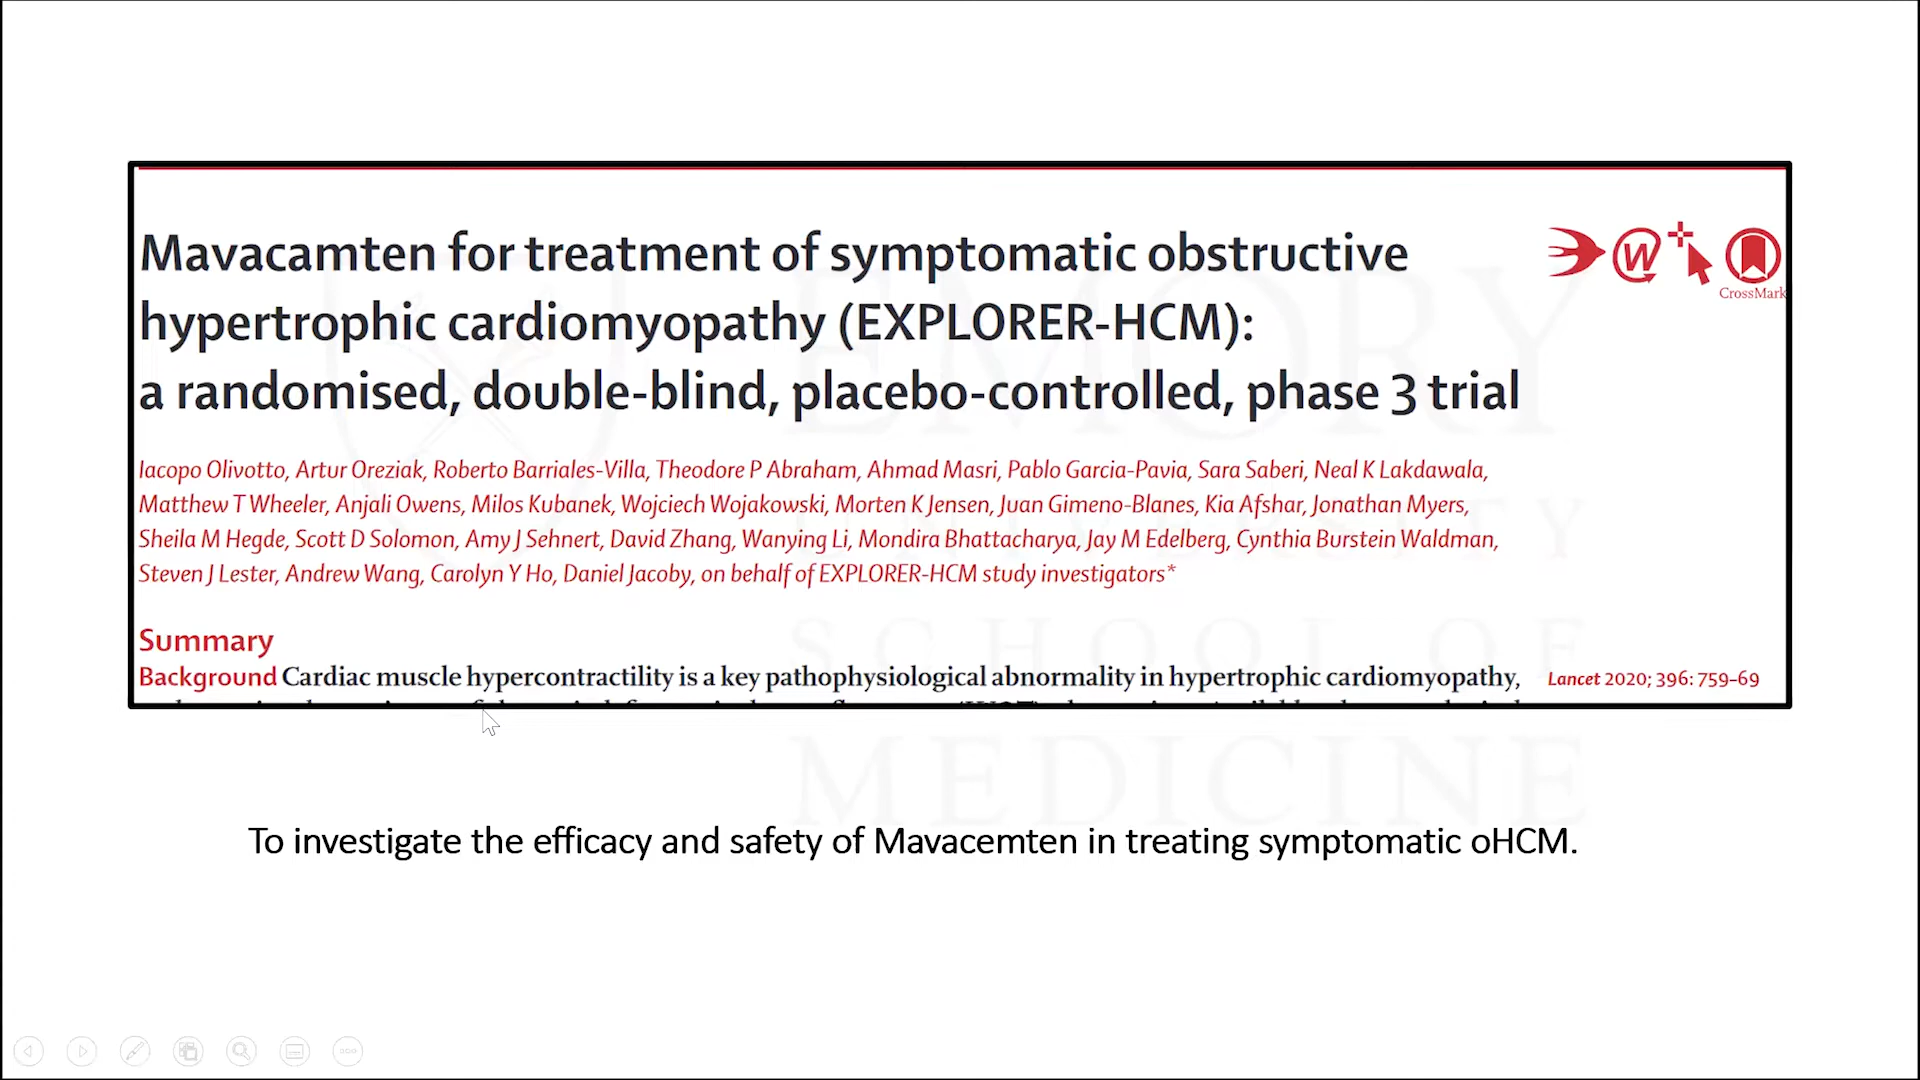 Mavacamten for treatment of symptomatic obstructive
hypertrophic cardiomyopathy (EXPLORER-HCM):
a randomised, double-blind, placebo-controlled, phase 3 trial
W
CrossMark
Iacopo Olivotto, Artur Oreziak, Roberto Barriales-Villa, Theodore P Abraham, Ahmad Masri, Pablo Garcia-Pavia, Sara Saberi, Neal K Lakdawala,
Matthew T Wheeler, Anjali Owens, Milos Kubanek, Wojciech Wojakowski, Morten K Jensen, Juan Gimeno-Blanes, Kia Afshar, Jonathan Myers,
Sheila M Hegde, Scott D Solomon, Amy J Sehnert, David Zhang, Wanying Li, Mondira Bhattacharya, Jay M Edelberg, Cynthia Burstein Waldman,
Steven J Lester, Andrew Wang, Carolyn Y Ho, Daniel Jacoby, on behalf of EXPLORER-HCM study investigators*
Summary
Background Cardiac muscle hypercontractility is a key pathophysiological abnormality in hypertrophic cardiomyopathy,
Lancet 2020; 396: 759–69
EMORY
UNIVERSITY
SCHOOL OF
MEDICINE
To investigate the efficacy and safety of Mavacemten in treating symptomatic oHCM.